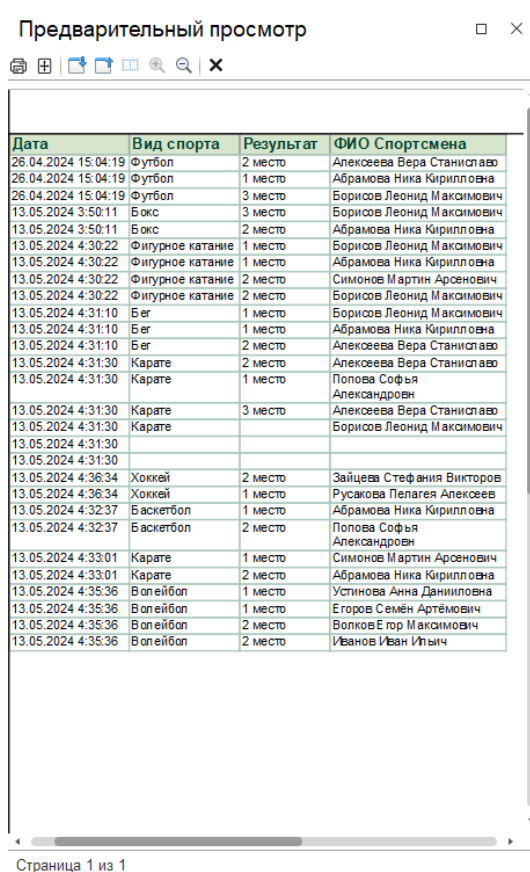 Предварительный просмотр
Дата Вид спорта Результат ФИО Спортсмена
26.04.2024 15:04:19 Футбол 2 место Алексеева Вера Станиславо
26.04.2024 15:04:19 Футбол 1 место Абрамова Ника Кирилловна
26.04.2024 15:04:19 Футбол 3 место Борисов Леонид Максимович
13.05.2024 3:50:11 Бокс 3 место Борисов Леонид Максимович
13.05.2024 3:50:11 Бокс 2 место Абрамова Ника Кирилловна
13.05.2024 4:30:22 Фигурное катание 1 место Борисов Леонид Максимович
13.05.2024 4:30:22 Фигурное катание 1 место Абрамова Ника Кирилловна
13.05.2024 4:30:22 Фигурное катание 2 место Симонов Мартин Арсенович
13.05.2024 4:30:22 Фигурное катание 2 место Борисов Леонид Максимович
13.05.2024 4:31:10 Бег 1 место Борисов Леонид Максимович
13.05.2024 4:31:10 Бег 1 место Абрамова Ника Кирилловна
13.05.2024 4:31:10 Бег 2 место Алексеева Вера Станиславо
13.05.2024 4:31:30 Карате 2 место Алексеева Вера Станиславо
13.05.2024 4:31:30 Карате 1 место Попова Софья
Александровн
13.05.2024 4:31:30 Карате 3 место Алексеева Вера Станиславо
13.05.2024 4:31:30 Карате Борисов Леонид Максимович
13.05.2024 4:31:30
13.05.2024 4:31:30
13.05.2024 4:36:34 Хоккей 2 место Зайцева Стефания Викторов
13.05.2024 4:36:34 Хоккей 1 место Русакова Пелагея Алексеев
13.05.2024 4:32:37 Баскетбол 1 место Абрамова Ника Кирилловна
13.05.2024 4:32:37 Баскетбол 2 место Попова Софья
Александровн
13.05.2024 4:33:01 Карате 1 место Симонов Мартин Арсенович
13.05.2024 4:33:01 Карате 2 место Абрамова Ника Кирилловна
13.05.2024 4:35:36 Волейбол 1 место Устинова Анна Данииловна
13.05.2024 4:35:36 Волейбол 1 место Егоров Семён Артёмович
13.05.2024 4:35:36 Волейбол 2 место Волков Егор Максимович
13.05.2024 4:35:36 Волейбол 2 место Иванов Иван Ильич
Страница 1 из 1